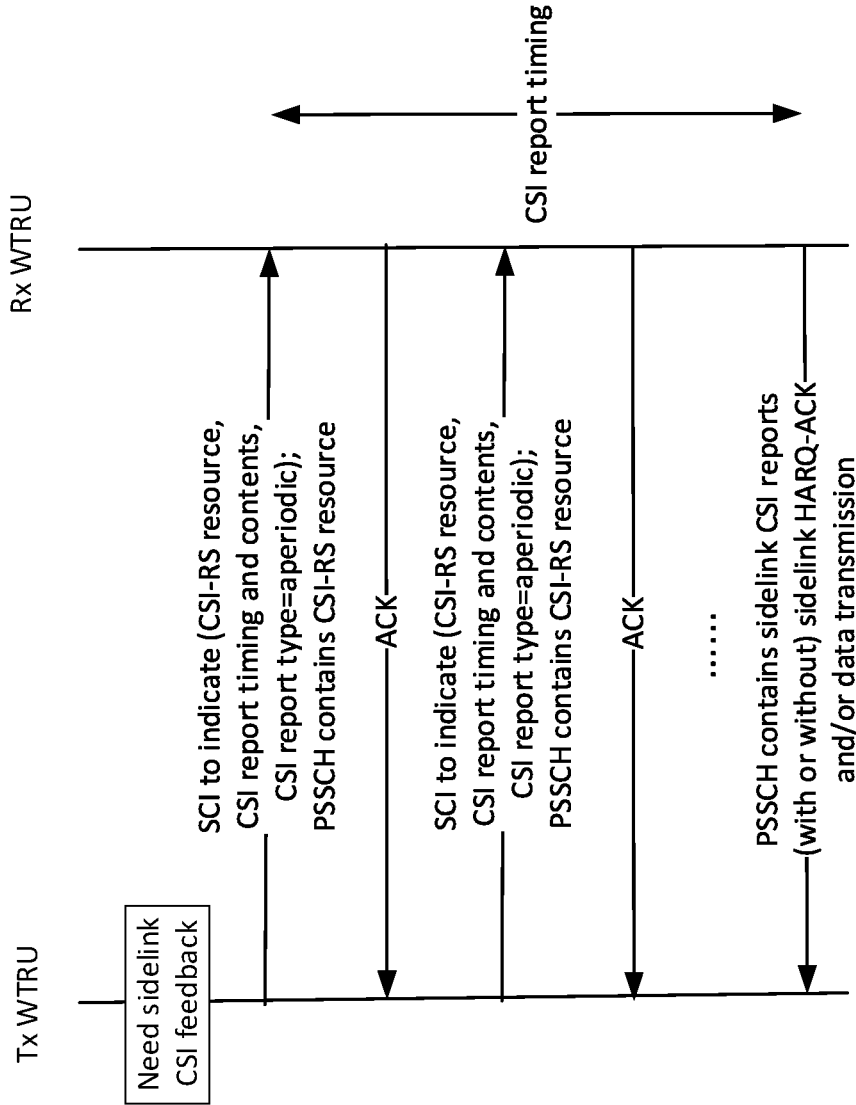 Tx WTRU
Rx WTRU
Need sidelink
CSI feedback
SCI to indicate (CSI-RS resource,
CSI report timing and contents,
CSI report type=aperiodic);
PSSCH contains CSI-RS resource
ACK
SCI to indicate (CSI-RS resource,
CSI report timing and contents,
CSI report type=aperiodic);
PSSCH contains CSI-RS resource
ACK
......
PSSCH contains sidelink CSI reports
(with or without) sidelink HARQ-ACK
and/or data transmission
CSI report timing